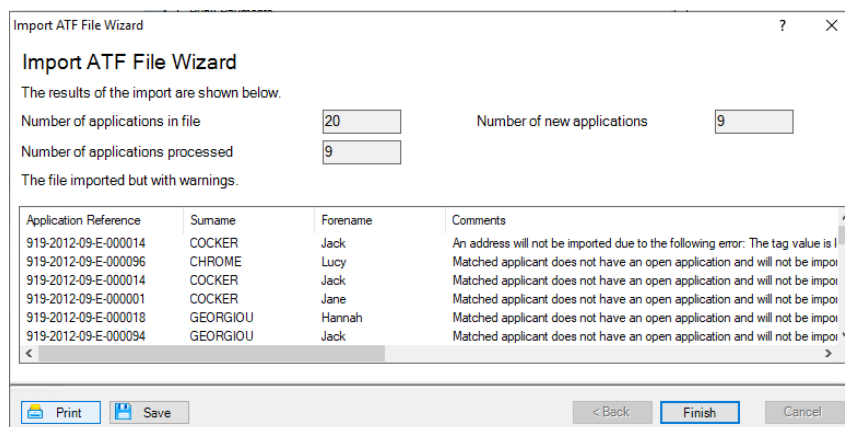 Import ATF File Wizard ? X
Import ATF File Wizard
The results of the import are shown below.
Number of applications in file 20 Number of new applications 9
Number of applications processed 9
The file imported but with warnings.
Application Reference Surname Forename Comments
919-2012-09-E-000014 COCKER Jack An address will not be imported due to the following error: The tag value is
919-2012-09-E-000096 CHROME Lucy Matched applicant does not have an open application and will not be
919-2012-09-E-000014 COCKER Jack Matched applicant does not have an open application and will not be
919-2012-09-E-000001 COCKER Jane Matched applicant does not have an open application and will not be
919-2012-09-E-000018 GEORGIOU Hannah Matched applicant does not have an open application and will not be
919-2012-09-E-000094 GEORGIOU Jack Matched applicant does not have an open application and will not be
Print Save < Back Finish Cancel